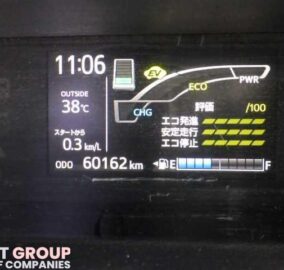 11:06
EV
ECO
PWR
CHG
OUTSIDE
38℃
評価 /100
エコ発進
スタートから
安定走行
0.3 km/L
エコ停止
ODO 60162 km
E F
T GROUP
F COMPANIES